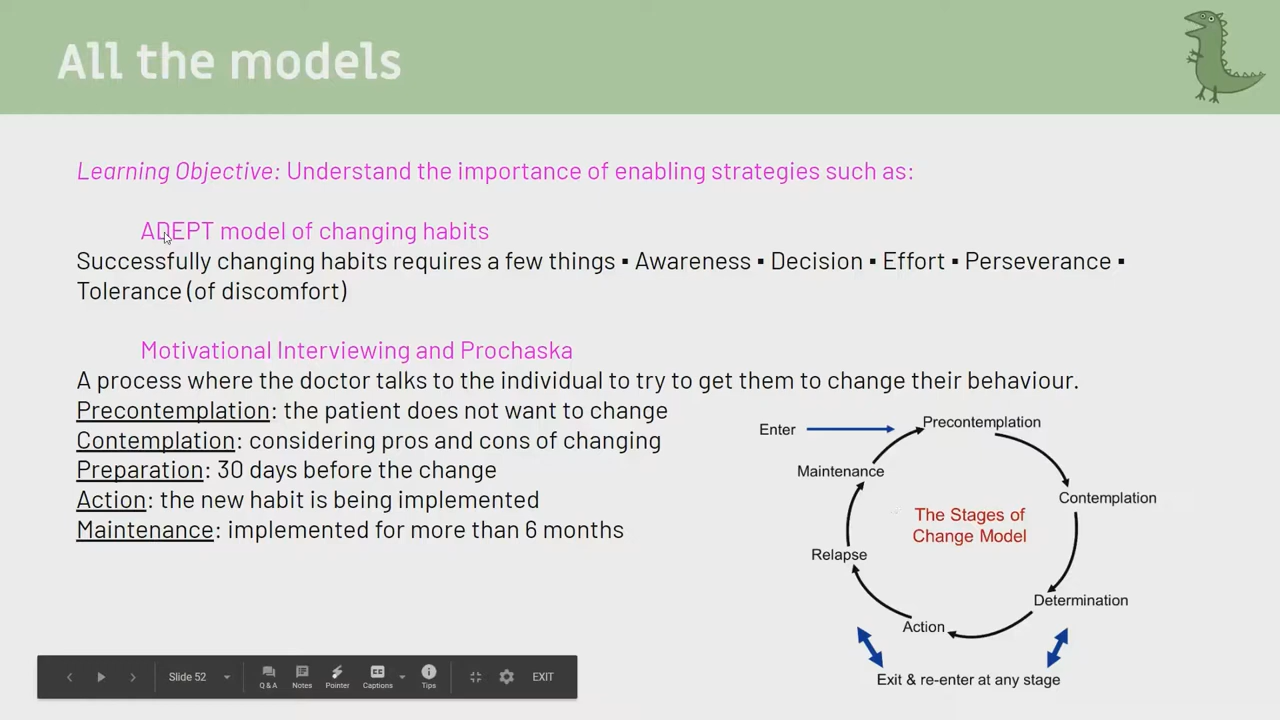 All the models
Learning Objective: Understand the importance of enabling strategies such as:
ADEPT model of changing habits
Successfully changing habits requires a few things ▪ Awareness ▪ Decision ▪ Effort ▪ Perseverance ▪
Tolerance (of discomfort)
Motivational Interviewing and Prochaska
A process where the doctor talks to the individual to try to get them to change their behaviour.
Precontemplation: the patient does not want to change
Contemplation: considering pros and cons of changing
Preparation: 30 days before the change
Action: the new habit is being implemented
Maintenance: implemented for more than 6 months
Enter
Precontemplation
Maintenance
Contemplation
The Stages of
Change Model
Relapse
Determination
Action
Exit & re-enter at any stage
Slide 52
Q & A
Notes
Pointer
Captions
Tips
EXIT